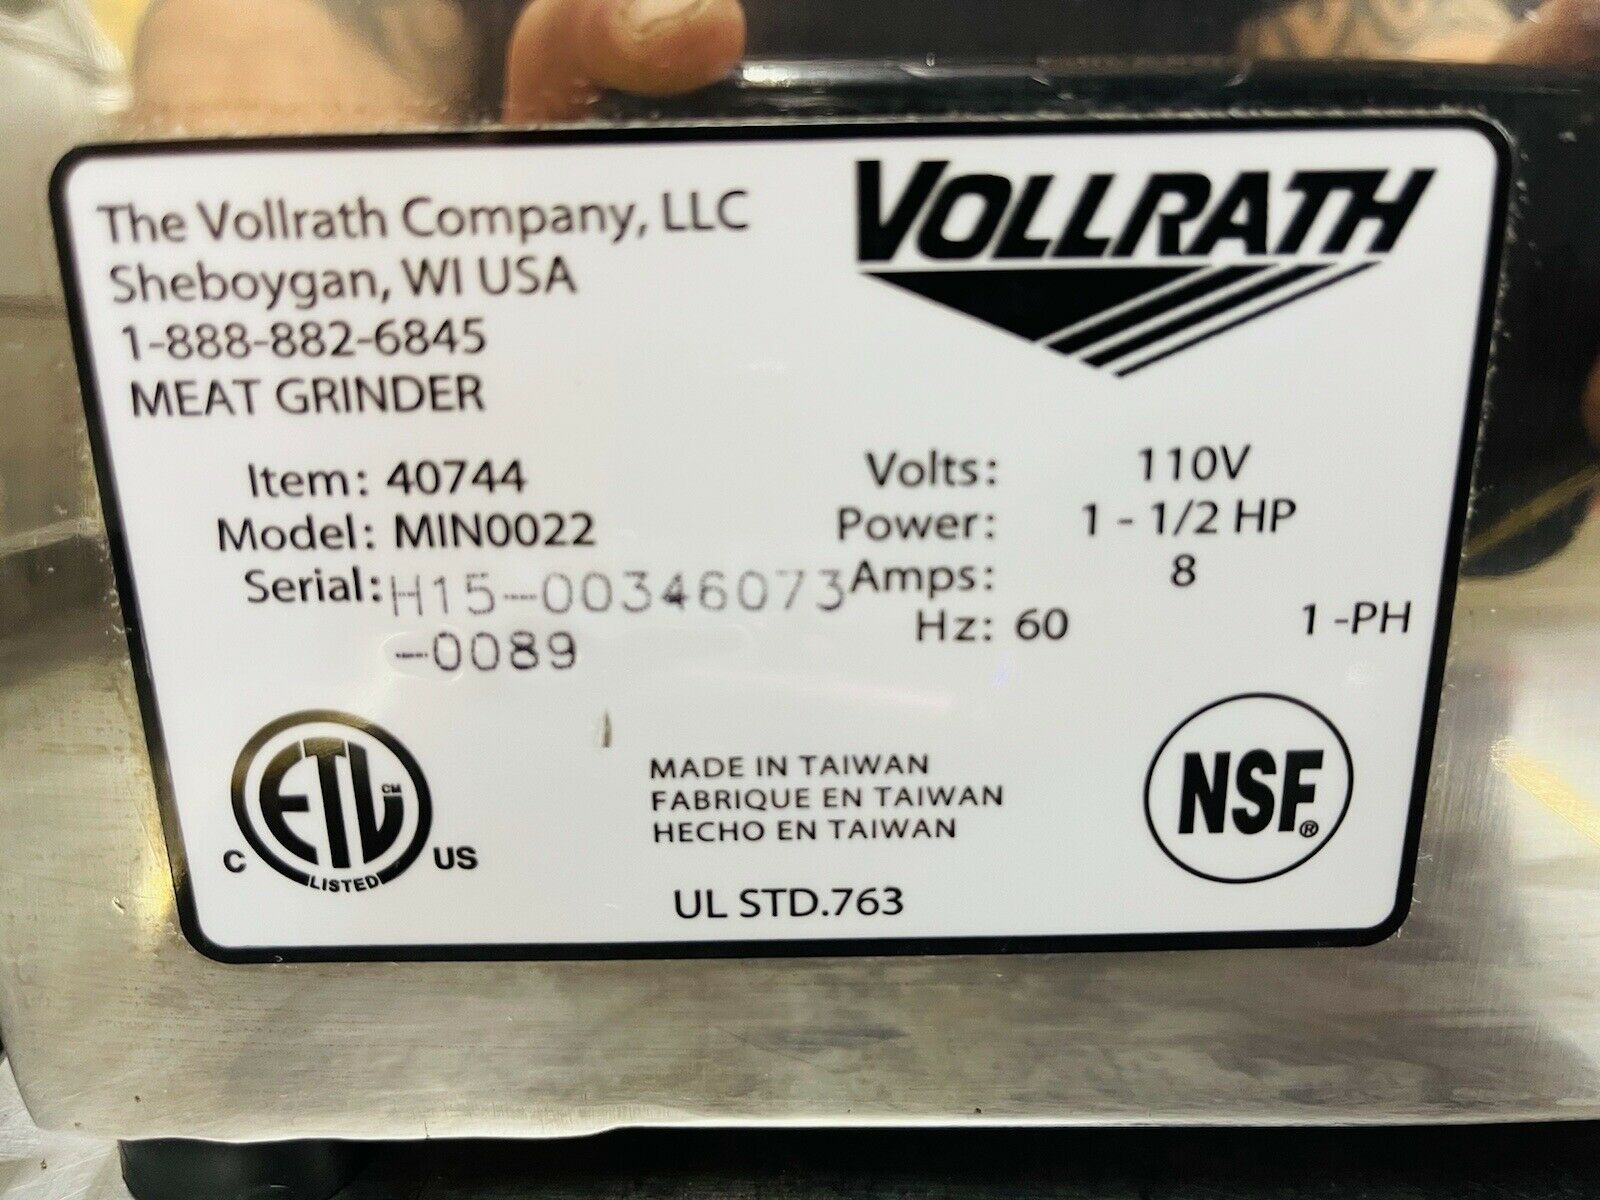 The Vollrath Company, LLC
Sheboygan, WI USA
1-888-882-6845
MEAT GRINDER
VOLLRATH
Item: 40744
Model: MIN0022
Serial: H15-00346073
-0089
Volts: 110V
Power: 1 - 1/2 HP
Amps: 8
Hz: 60 1 -PH
ETL CM
C US
LISTED
MADE IN TAIWAN
FABRIQUE EN TAIWAN
HECHO EN TAIWAN
UL STD.763
NSF®